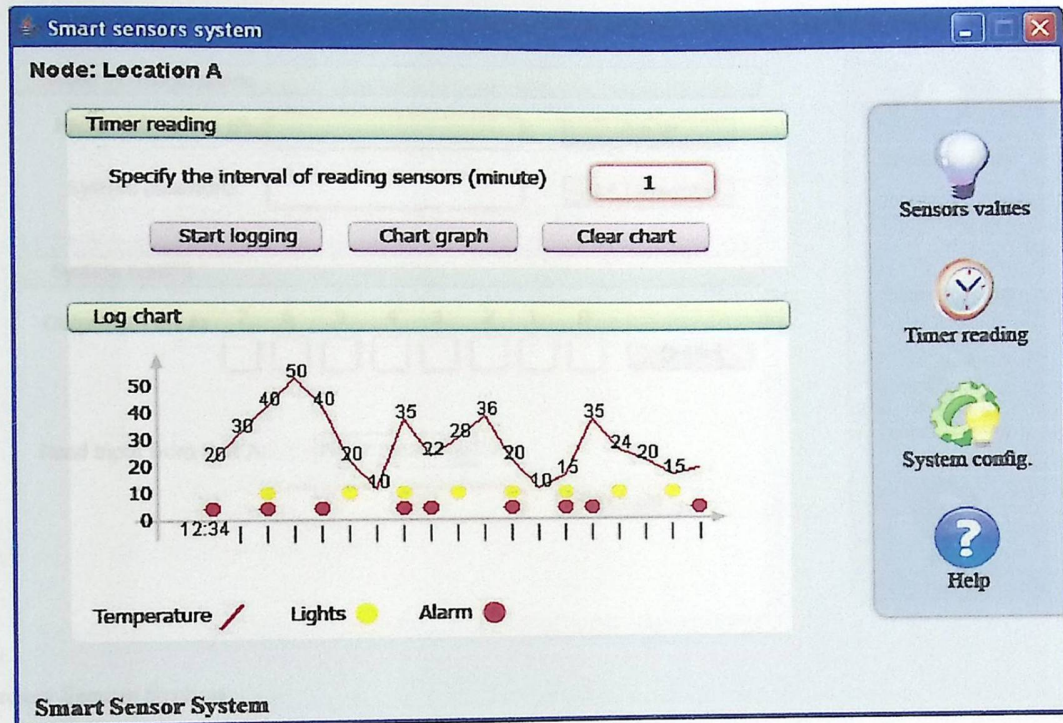 Smart sensors system
Node: Location A
Timer reading
Specify the interval of reading sensors (minute) 1
Start logging Chart graph Clear chart
Log chart
50
40
30
20
10
0
20 30 40 50 40 20 10 35 22 28 36 20 10 15 35 24 20 15
12:34
Temperature Lights Alarm
Sensors values
Timer reading
System config.
? Help
Smart Sensor System